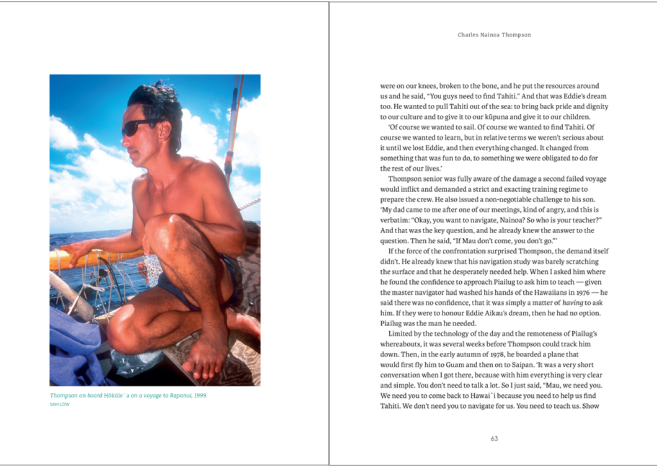 Thompson on board Hōkūleʻa on a voyage to Rapanui, 1999.
SAM LOW
Charles Nainoa Thompson
were on our knees, broken to the bone, and he put the resources around
us and he said, “You guys need to find Tahiti.” And that was Eddie’s dream
too. He wanted to pull Tahiti out of the sea: to bring back pride and dignity
to our culture and to give it to our kūpuna and give it to our children.
‘Of course we wanted to sail. Of course we wanted to find Tahiti. Of
course we wanted to learn, but in relative terms we weren’t serious about
it until we lost Eddie, and then everything changed. It changed from
something that was fun to do, to something we were obligated to do for
the rest of our lives.’
Thompson senior was fully aware of the damage a second failed voyage
would inflict and demanded a strict and exacting training regime to
prepare the crew. He also issued a non-negotiable challenge to his son.
‘My dad came to me after one of our meetings, kind of angry, and this is
verbatim: “Okay, you want to navigate, Nainoa? So who is your teacher?”
And that was the key question, and he already knew the answer to the
question. Then he said, “If Mau don’t come, you don’t go.”’
If the force of the confrontation surprised Thompson, the demand itself
didn’t. He already knew that his navigation study was barely scratching
the surface and that he desperately needed help. When I asked him where
he found the confidence to approach Piailug to ask him to teach — given
the master navigator had washed his hands of the Hawaiians in 1976 — he
said there was no confidence, that it was simply a matter of having to ask
him. If they were to honour Eddie Aikau’s dream, then he had no option.
Piailug was the man he needed.
Limited by the technology of the day and the remoteness of Piailug’s
whereabouts, it was several weeks before Thompson could track him
down. Then, in the early autumn of 1978, he boarded a plane that
would first fly him to Guam and then on to Saipan. ‘It was a very short
conversation when I got there, because with him everything is very clear
and simple. You don’t need to talk a lot. So I just said, “Mau, we need you.
We need you to come back to Hawaiʻi because you need to help us find
Tahiti. We don’t need you to navigate for us. You need to teach us. Show
63